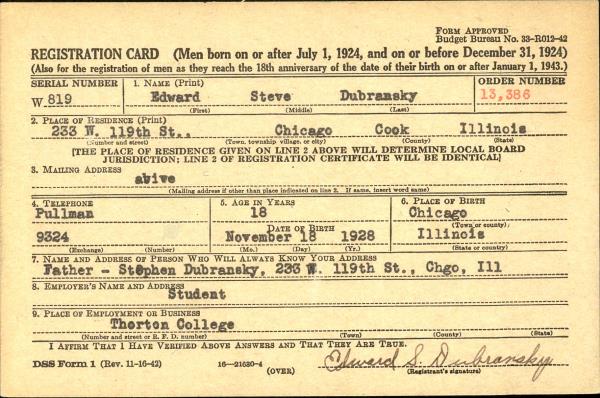 FORM APPROVED
Budget Bureau No. 33-R012-42
REGISTRATION CARD (Men born on or after July 1, 1924, and on or before December 31, 1924)
(Also for the registration of men as they reach the 18th anniversary of the date of their birth on or after January 1, 1943.)
SERIAL NUMBER
W 819
1. NAME (Print)
Edward Steve Dubransky
(First) (Middle) (Last)
ORDER NUMBER
13,386
2. PLACE OF RESIDENCE (Print)
233 W. 119th St., Chicago Cook Illinois
(Number and street) (Town, township, village, or city) (County) (State)
[THE PLACE OF RESIDENCE GIVEN ON LINE 2 ABOVE WILL DETERMINE LOCAL BOARD
JURISDICTION; LINE 2 OF REGISTRATION CERTIFICATE WILL BE IDENTICAL]
3. MAILING ADDRESS
abive
(Mailing address if other than place indicated on line 2. If same, insert word same)
4. TELEPHONE
Pullman
9324
(Exchange) (Number)
5. AGE IN YEARS
18
DATE OF BIRTH
November 18 1928
(Mo.) (Day) (Yr.)
6. PLACE OF BIRTH
Chicago
(Town or county)
Illinois
(State or country)
7. NAME AND ADDRESS OF PERSON WHO WILL ALWAYS KNOW YOUR ADDRESS
Father - Stephen Dubransky, 233 W. 119th St., Chgo, Ill
8. EMPLOYER'S NAME AND ADDRESS
Student
9. PLACE OF EMPLOYMENT OR BUSINESS
Thorton College
(Number and street or R. F. D. number) (Town) (County) (State)
I AFFIRM THAT I HAVE VERIFIED ABOVE ANSWERS AND THAT THEY ARE TRUE.
DSS Form 1 (Rev. 11-16-42) 16—21630-4
(OVER)
Edward S. Dubransky
(Registrant's signature)